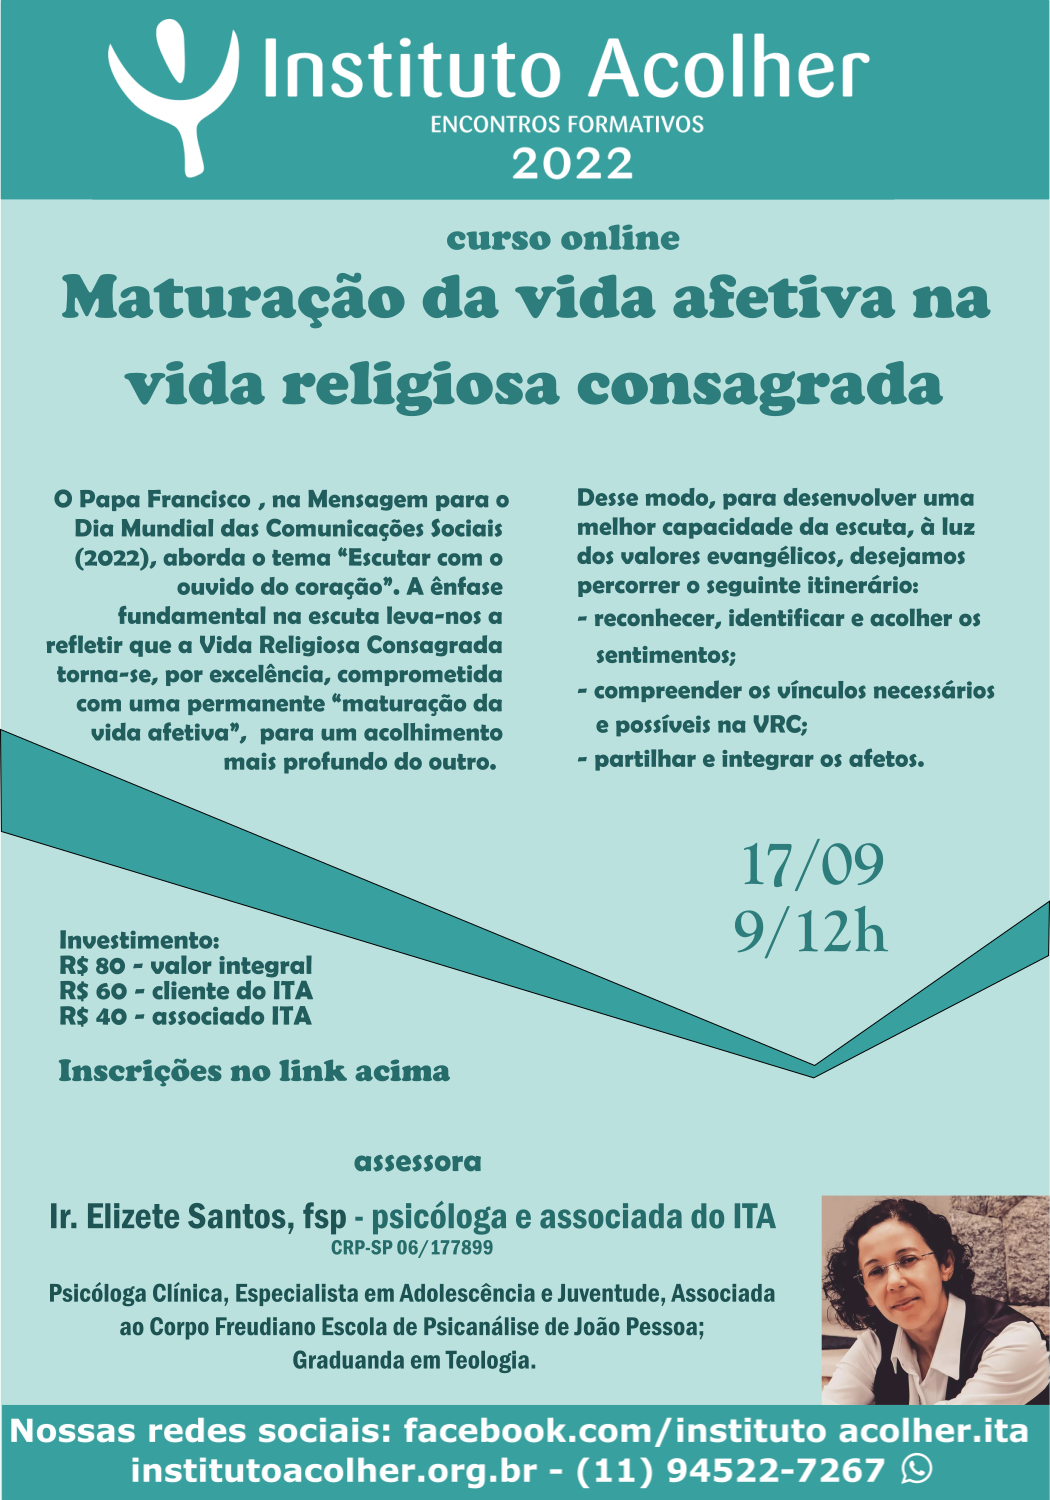 Instituto Acolher
ENCONTROS FORMATIVOS
2022
curso online
Maturação da vida afetiva na
vida religiosa consagrada
O Papa Francisco , na Mensagem para o
Dia Mundial das Comunicações Sociais
(2022), aborda o tema “Escutar com o
ouvido do coração”. A ênfase
fundamental na escuta leva-nos a
refletir que a Vida Religiosa Consagrada
torna-se, por excelência, comprometida
com uma permanente “maturação da
vida afetiva”, para um acolhimento
mais profundo do outro.
Desse modo, para desenvolver uma
melhor capacidade da escuta, à luz
dos valores evangélicos, desejamos
percorrer o seguinte itinerário:
- reconhecer, identificar e acolher os
sentimentos;
- compreender os vínculos necessários
e possíveis na VRC;
- partilhar e integrar os afetos.
17/09
9/12h
Investimento:
R$ 80 - valor integral
R$ 60 - cliente do ITA
R$ 40 - associado ITA
Inscrições no link acima
assessora
Ir. Elizete Santos, fsp - psicóloga e associada do ITA
CRP-SP 06/177899
Psicóloga Clínica, Especialista em Adolescência e Juventude, Associada
ao Corpo Freudiano Escola de Psicanálise de João Pessoa;
Graduanda em Teologia.
Nossas redes sociais: facebook.com/instituto acolher.ita
institutoacolher.org.br - (11) 94522-7267